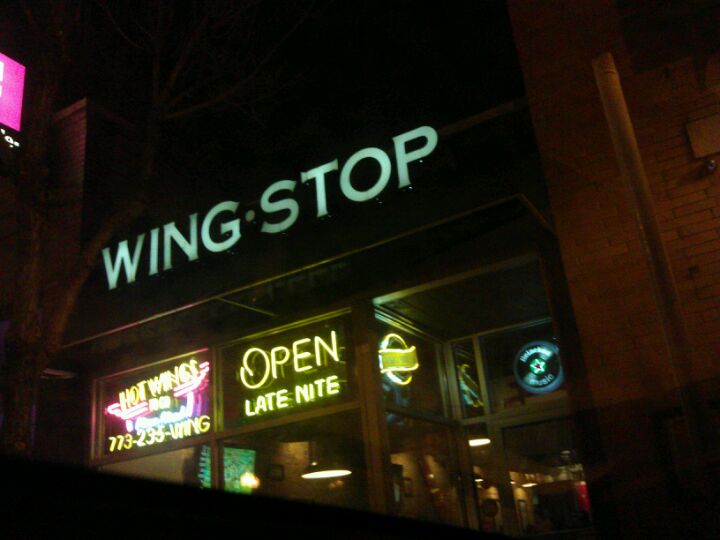 WING·STOP
HOT WINGS
OPEN
LATE-NITE
773-235-WING